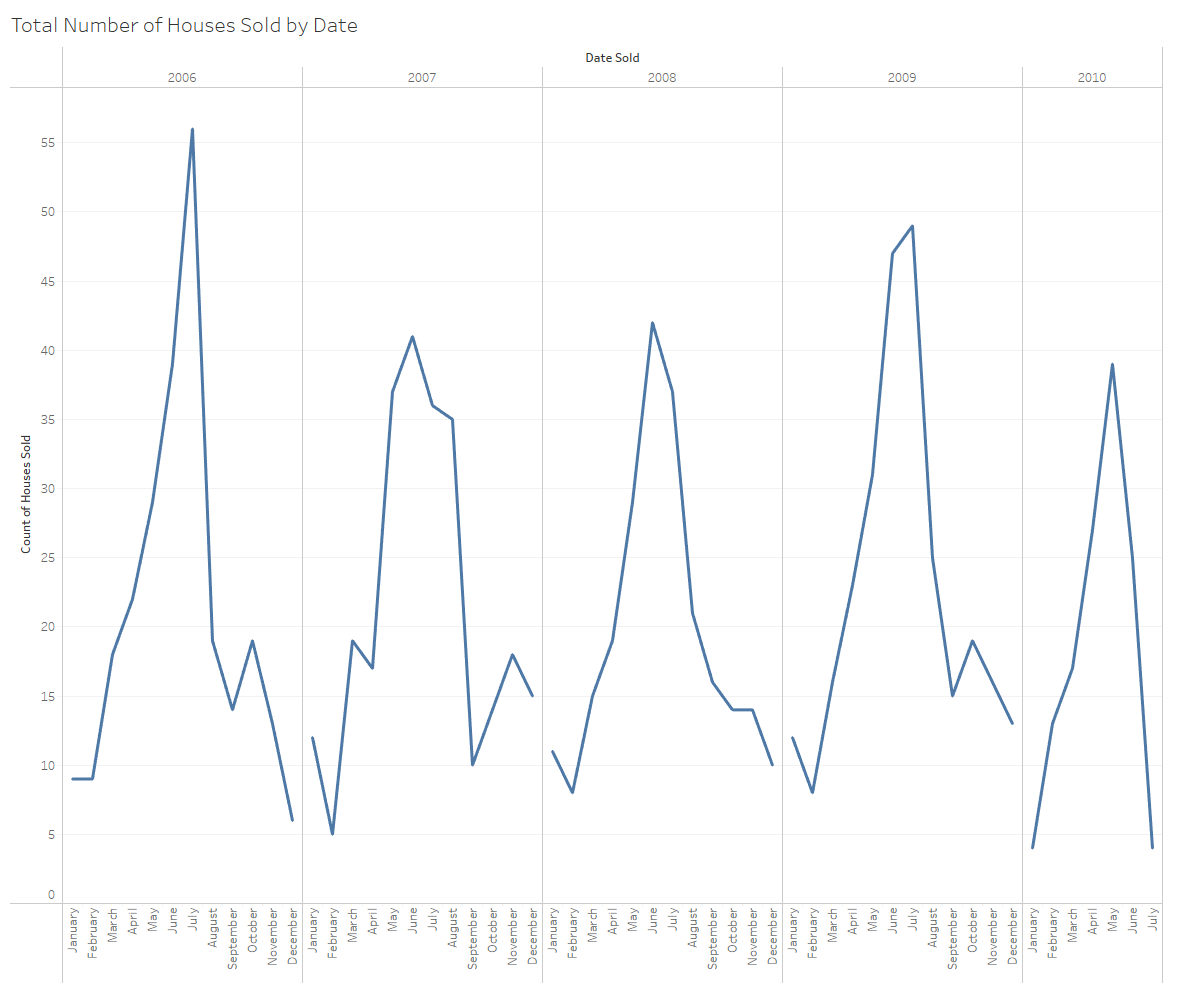 Total Number of Houses Sold by Date
Date Sold
2006 2007 2008 2009 2010
Count of Houses Sold
55
50
45
40
35
30
25
20
15
10
5
0
January February March April May June July August September October November December January February March April May June July August September October November December January February March April May June July August September October November December January February March April May June July August September October November December January February March April May June July